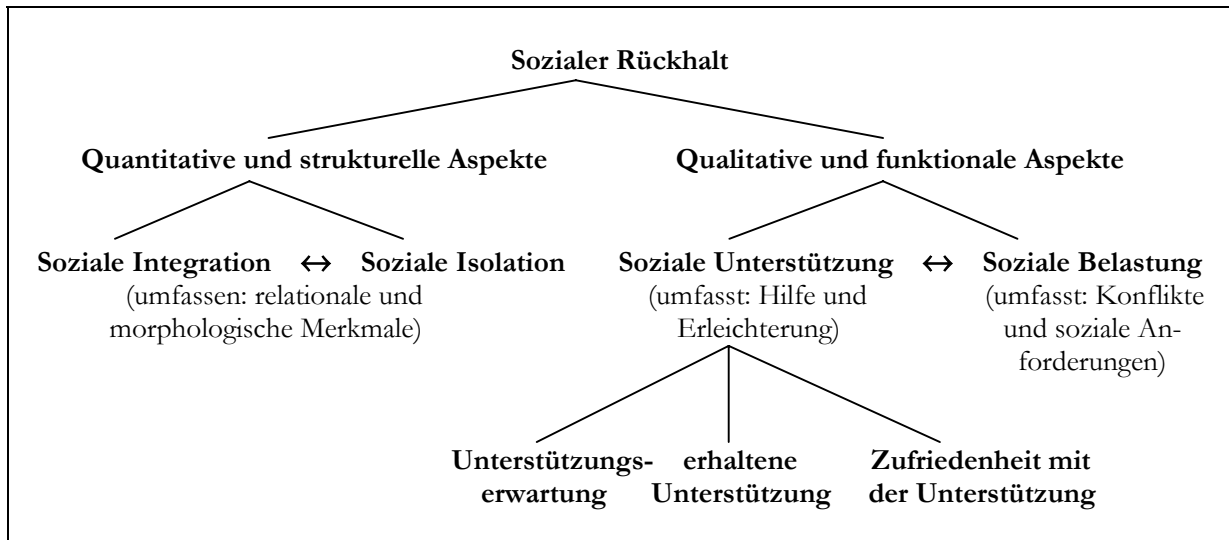 Sozialer Rückhalt
Quantitative und strukturelle Aspekte
Qualitative und funktionale Aspekte
Soziale Integration ↔ Soziale Isolation
(umfassen: relationale und
morphologische Merkmale)
Soziale Unterstützung ↔ Soziale Belastung
(umfasst: Hilfe und
Erleichterung)
(umfasst: Konflikte
und soziale An-
forderungen)
Unterstützungs-
erwartung
erhaltene
Unterstützung
Zufriedenheit mit
der Unterstützung